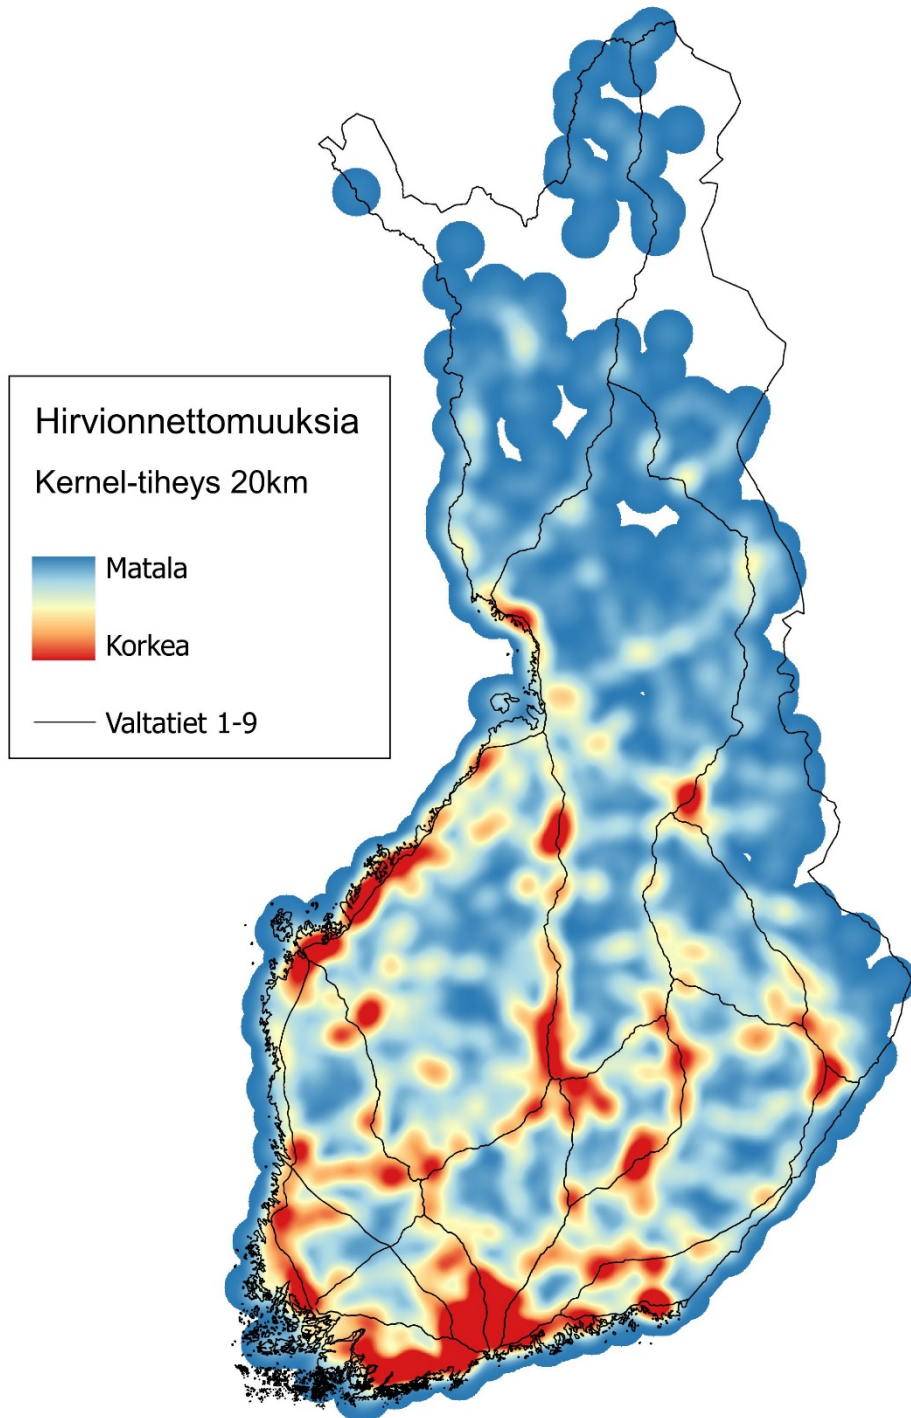 Hirvionnettomuuksia
Kernel-tiheys 20km
Matala
Korkea
Valtatiet 1-9